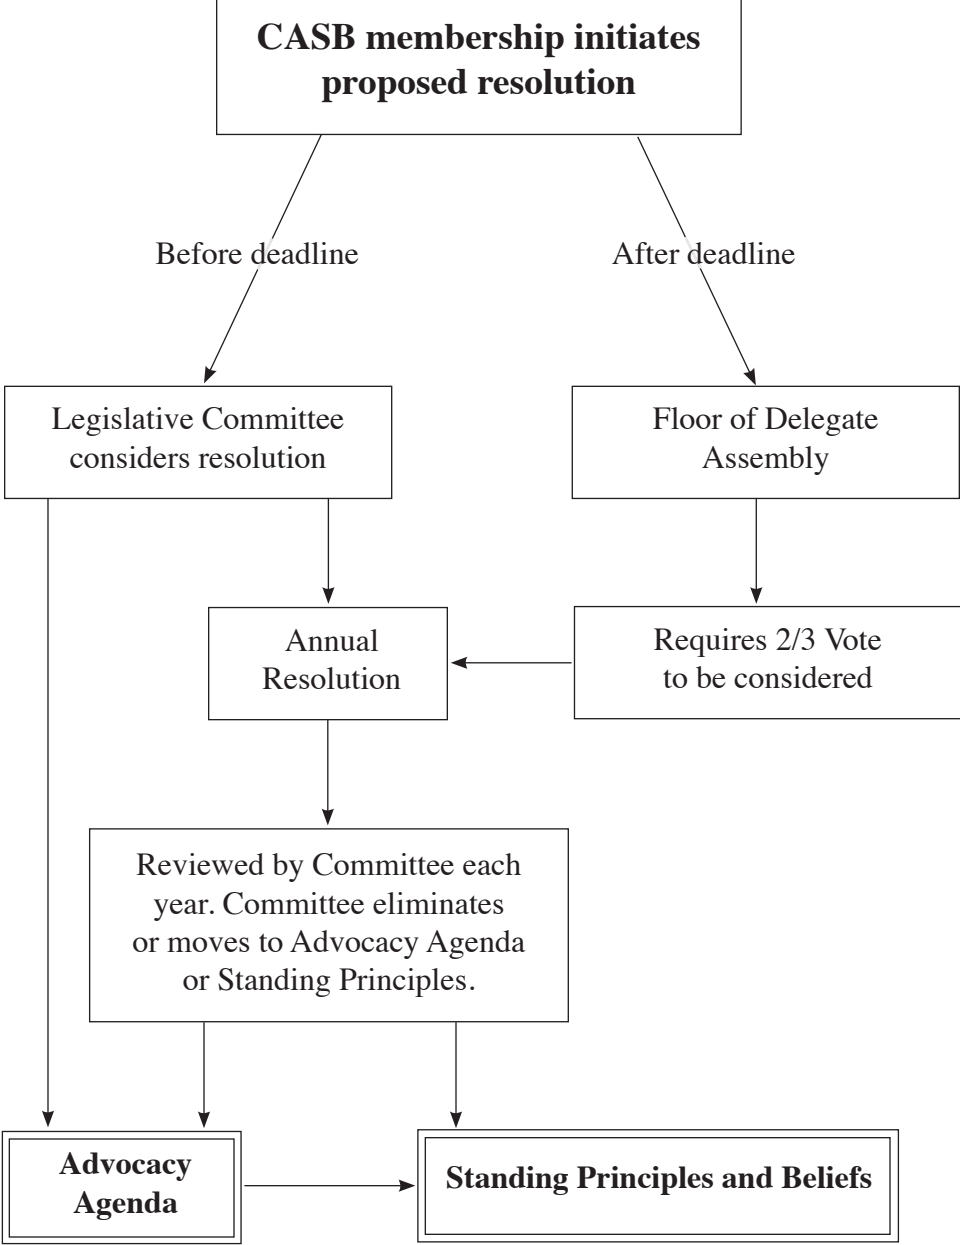 CASB membership initiates
proposed resolution
Before deadline
After deadline
Legislative Committee
considers resolution
Floor of Delegate
Assembly
Annual
Resolution
Requires 2/3 Vote
to be considered
Reviewed by Committee each
year. Committee eliminates
or moves to Advocacy Agenda
or Standing Principles.
Advocacy
Agenda
Standing Principles and Beliefs